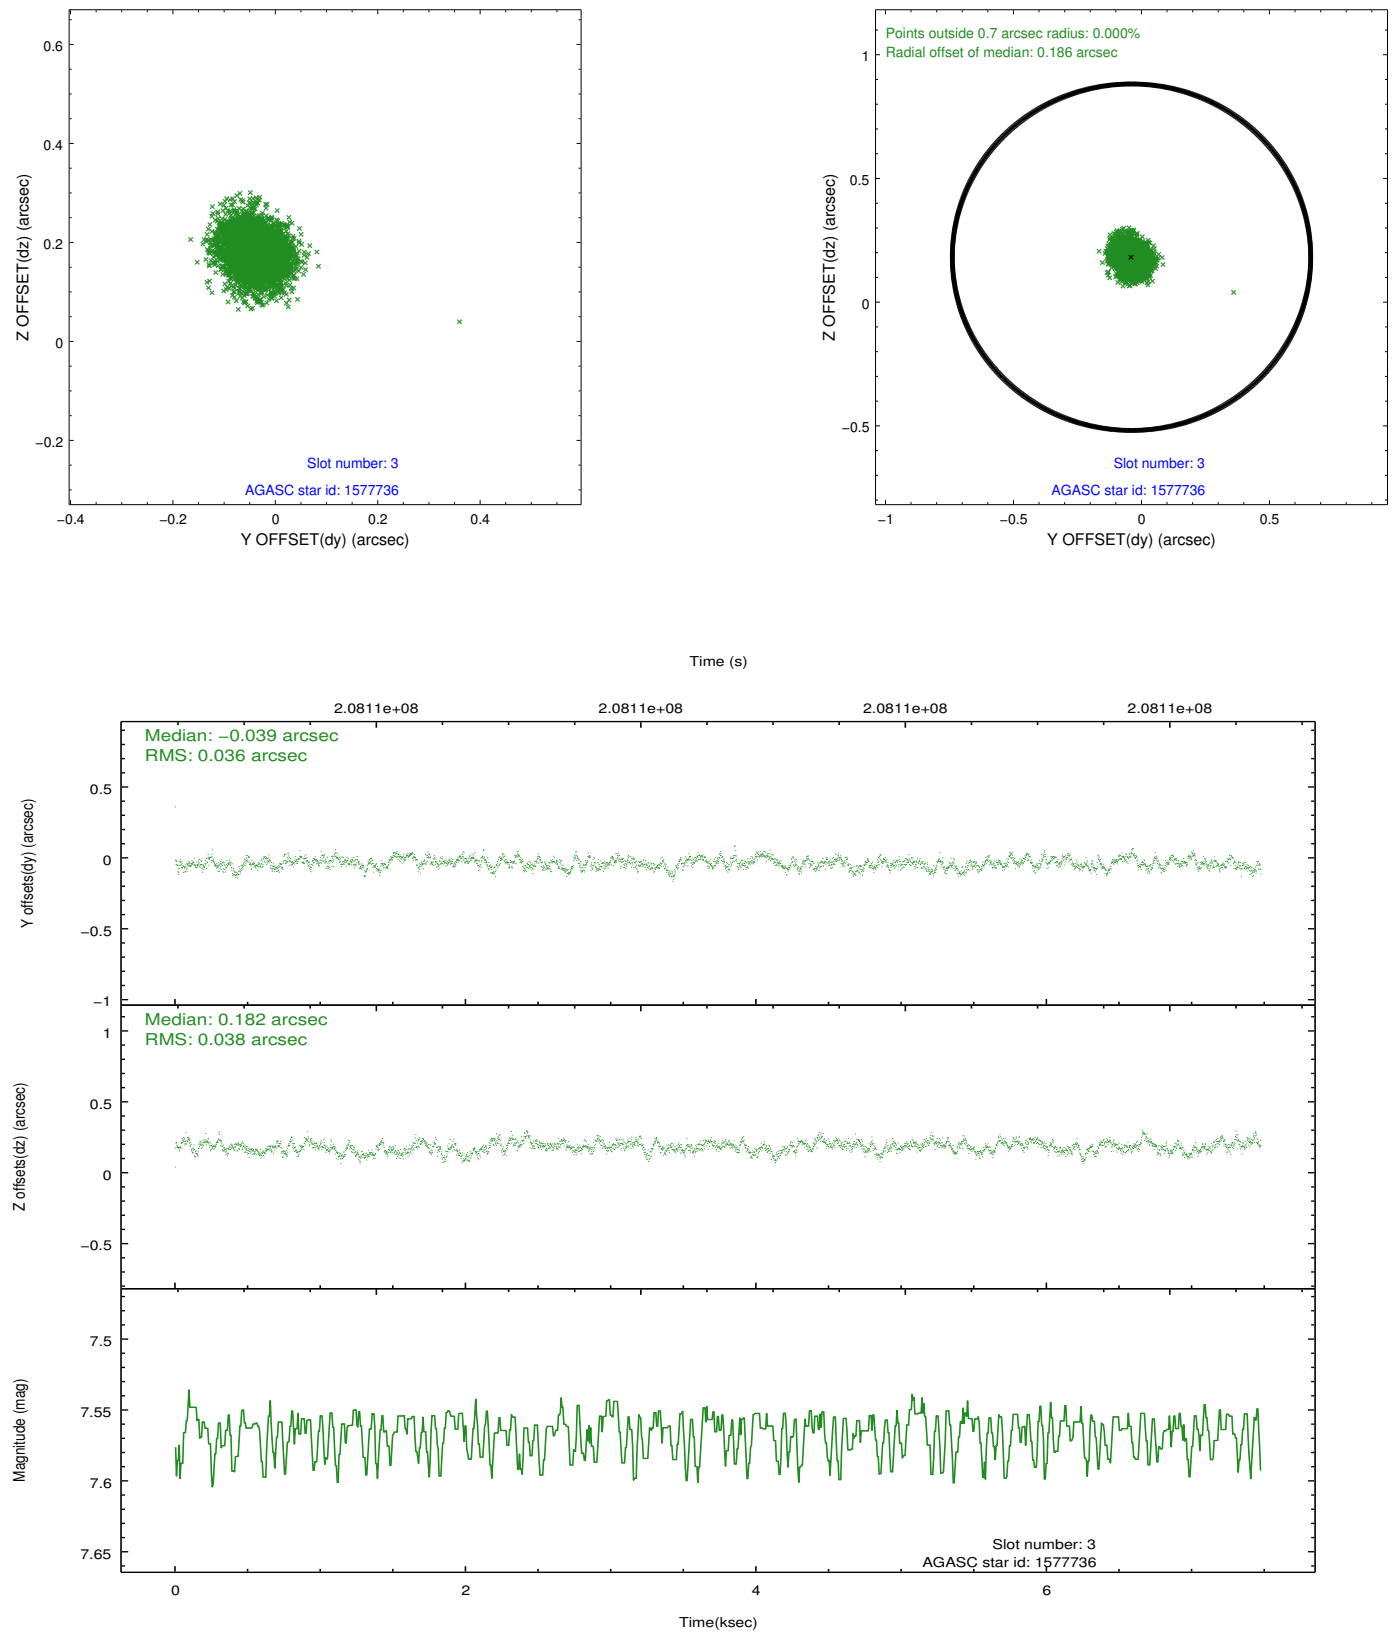 0.6
0.4
0.2
0
−0.2
−0.4
−0.2
0
0.2
0.4
Z OFFSET(dz) (arcsec)
Y OFFSET(dy) (arcsec)
Slot number: 3
AGASC star id: 1577736
Points outside 0.7 arcsec radius: 0.000%
Radial offset of median: 0.186 arcsec
1
0.5
0
−0.5
−1
−0.5
0
0.5
Z OFFSET(dz) (arcsec)
Y OFFSET(dy) (arcsec)
Slot number: 3
AGASC star id: 1577736
Time (s)
2.0811e+08
2.0811e+08
2.0811e+08
2.0811e+08
Median: −0.039 arcsec
RMS: 0.036 arcsec
0.5
0
−0.5
−1
Y offsets(dy) (arcsec)
Median: 0.182 arcsec
RMS: 0.038 arcsec
1
0.5
0
−0.5
Z offsets(dz) (arcsec)
7.5
7.55
7.6
7.65
Magnitude (mag)
Slot number: 3
AGASC star id: 1577736
0
2
4
6
Time(ksec)